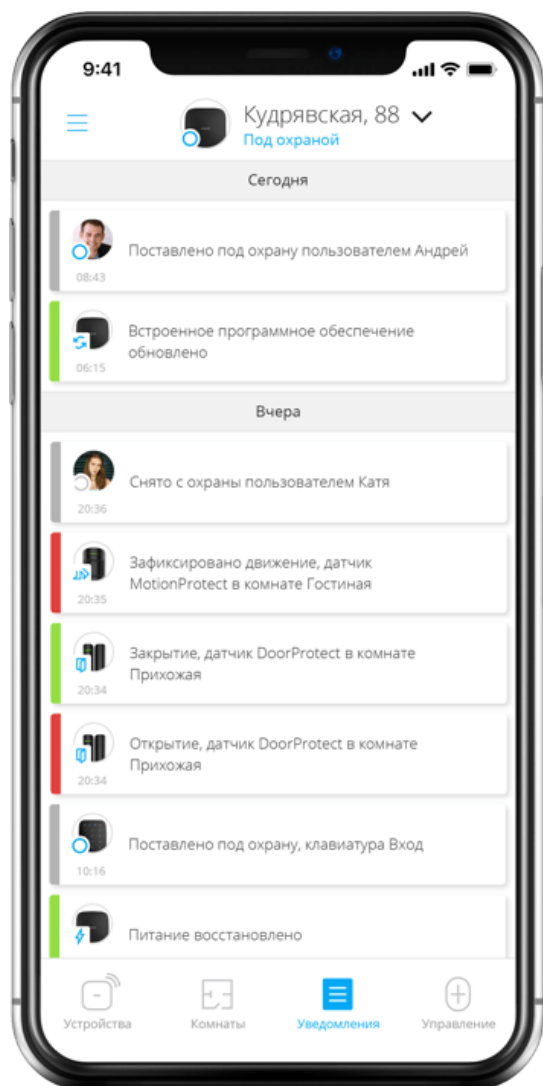 9:41
Кудрявская, 88
Под охраной
Сегодня
Поставлено под охрану пользователем Андрей
08:43
Встроенное программное обеспечение
обновлено
06:15
Вчера
Снято с охраны пользователем Катя
20:36
Зафиксировано движение, датчик
MotionProtect в комнате Гостиная
20:35
Закрытие, датчик DoorProtect в комнате
Прихожая
20:34
Открытие, датчик DoorProtect в комнате
Прихожая
20:34
Поставлено под охрану, клавиатура Вход
10:16
Питание восстановлено
Устройства
Комнаты
Уведомления
Управление